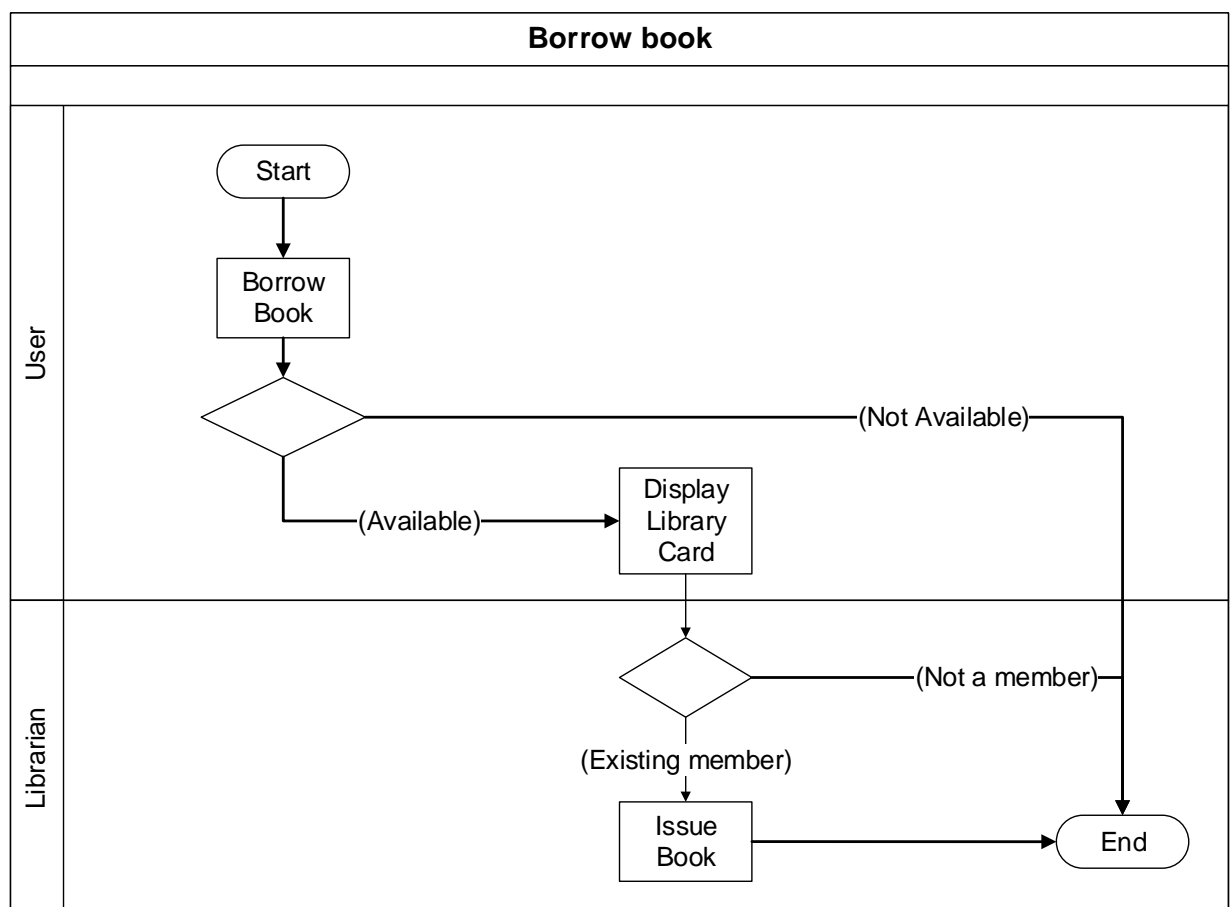 Borrow book
User
Start
Borrow
Book
(Not Available)
(Available)
Display
Library
Card
Librarian
(Not a member)
(Existing member)
Issue
Book
End